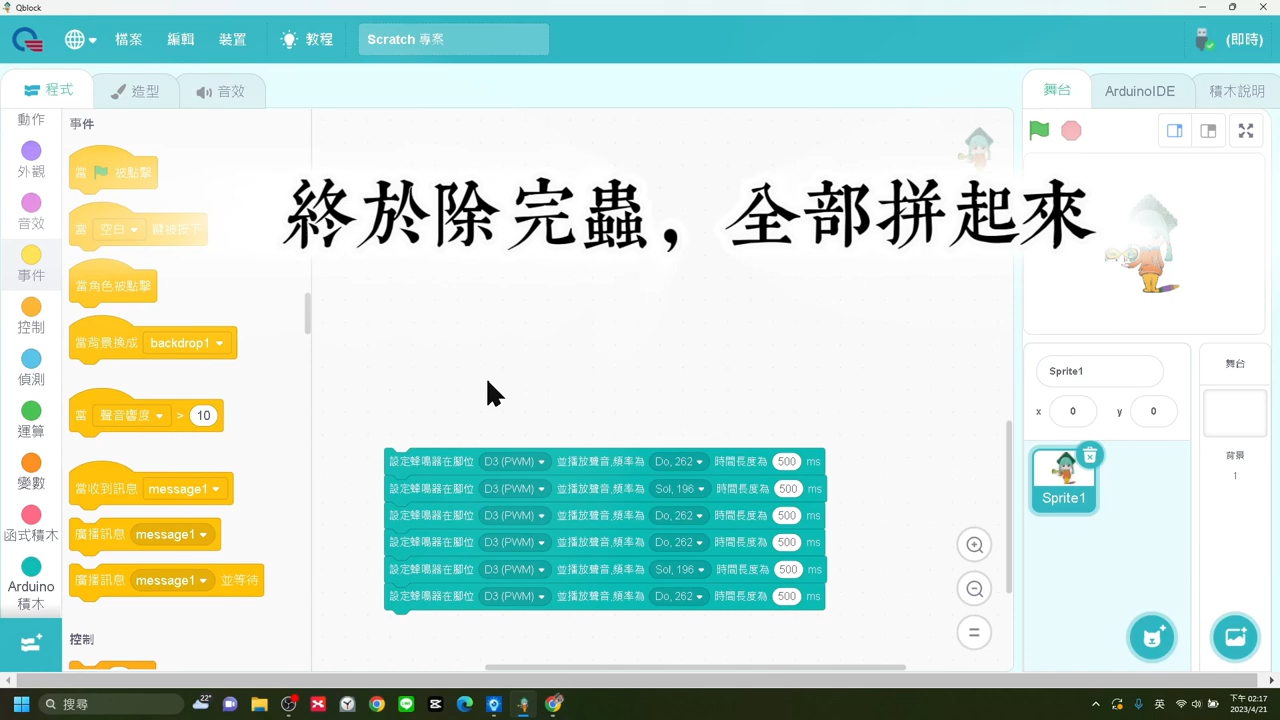 Qblock
檔案 編輯 裝置 教程 Scratch 專案 (即時)
程式 造型 音效 舞台 ArduinoIDE 積木說明
動作
外觀
音效
事件
控制
偵測
運算
變數
函式積木
Arduino
積木
事件
當 被點擊
當 空白 鍵被按下
當角色被點擊
當背景換成 backdrop1
當 聲音響度 > 10
當收到訊息 message1
廣播訊息 message1
廣播訊息 message1 並等待
控制
終於除完蟲，全部拼起來
設定蜂鳴器在腳位 D3 (PWM) 並播放聲音,頻率為 Do, 262 時間長度為 500 ms
設定蜂鳴器在腳位 D3 (PWM) 並播放聲音,頻率為 Sol, 196 時間長度為 500 ms
設定蜂鳴器在腳位 D3 (PWM) 並播放聲音,頻率為 Do, 262 時間長度為 500 ms
設定蜂鳴器在腳位 D3 (PWM) 並播放聲音,頻率為 Do, 262 時間長度為 500 ms
設定蜂鳴器在腳位 D3 (PWM) 並播放聲音,頻率為 Sol, 196 時間長度為 500 ms
設定蜂鳴器在腳位 D3 (PWM) 並播放聲音,頻率為 Do, 262 時間長度為 500 ms
Sprite1
x 0 y 0
Sprite1
舞台
背景
1
搜尋
22°
英
下午 02:17
2023/4/21